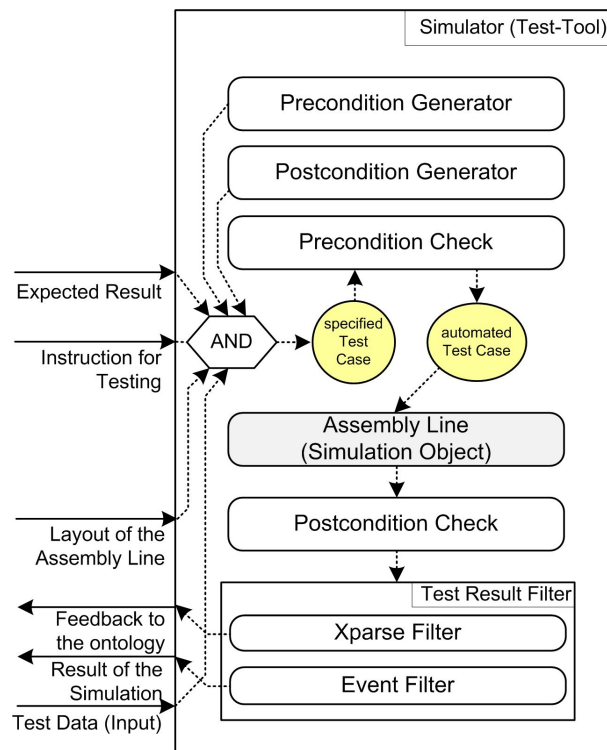 Simulator (Test-Tool)
Precondition Generator
Postcondition Generator
Precondition Check
Expected Result
Instruction for
Testing
AND
specified
Test
Case
automated
Test Case
Assembly Line
(Simulation Object)
Layout of the
Assembly Line
Postcondition Check
Test Result Filter
Feedback to
the ontology
Xparse Filter
Result of the
Simulation
Event Filter
Test Data (Input)